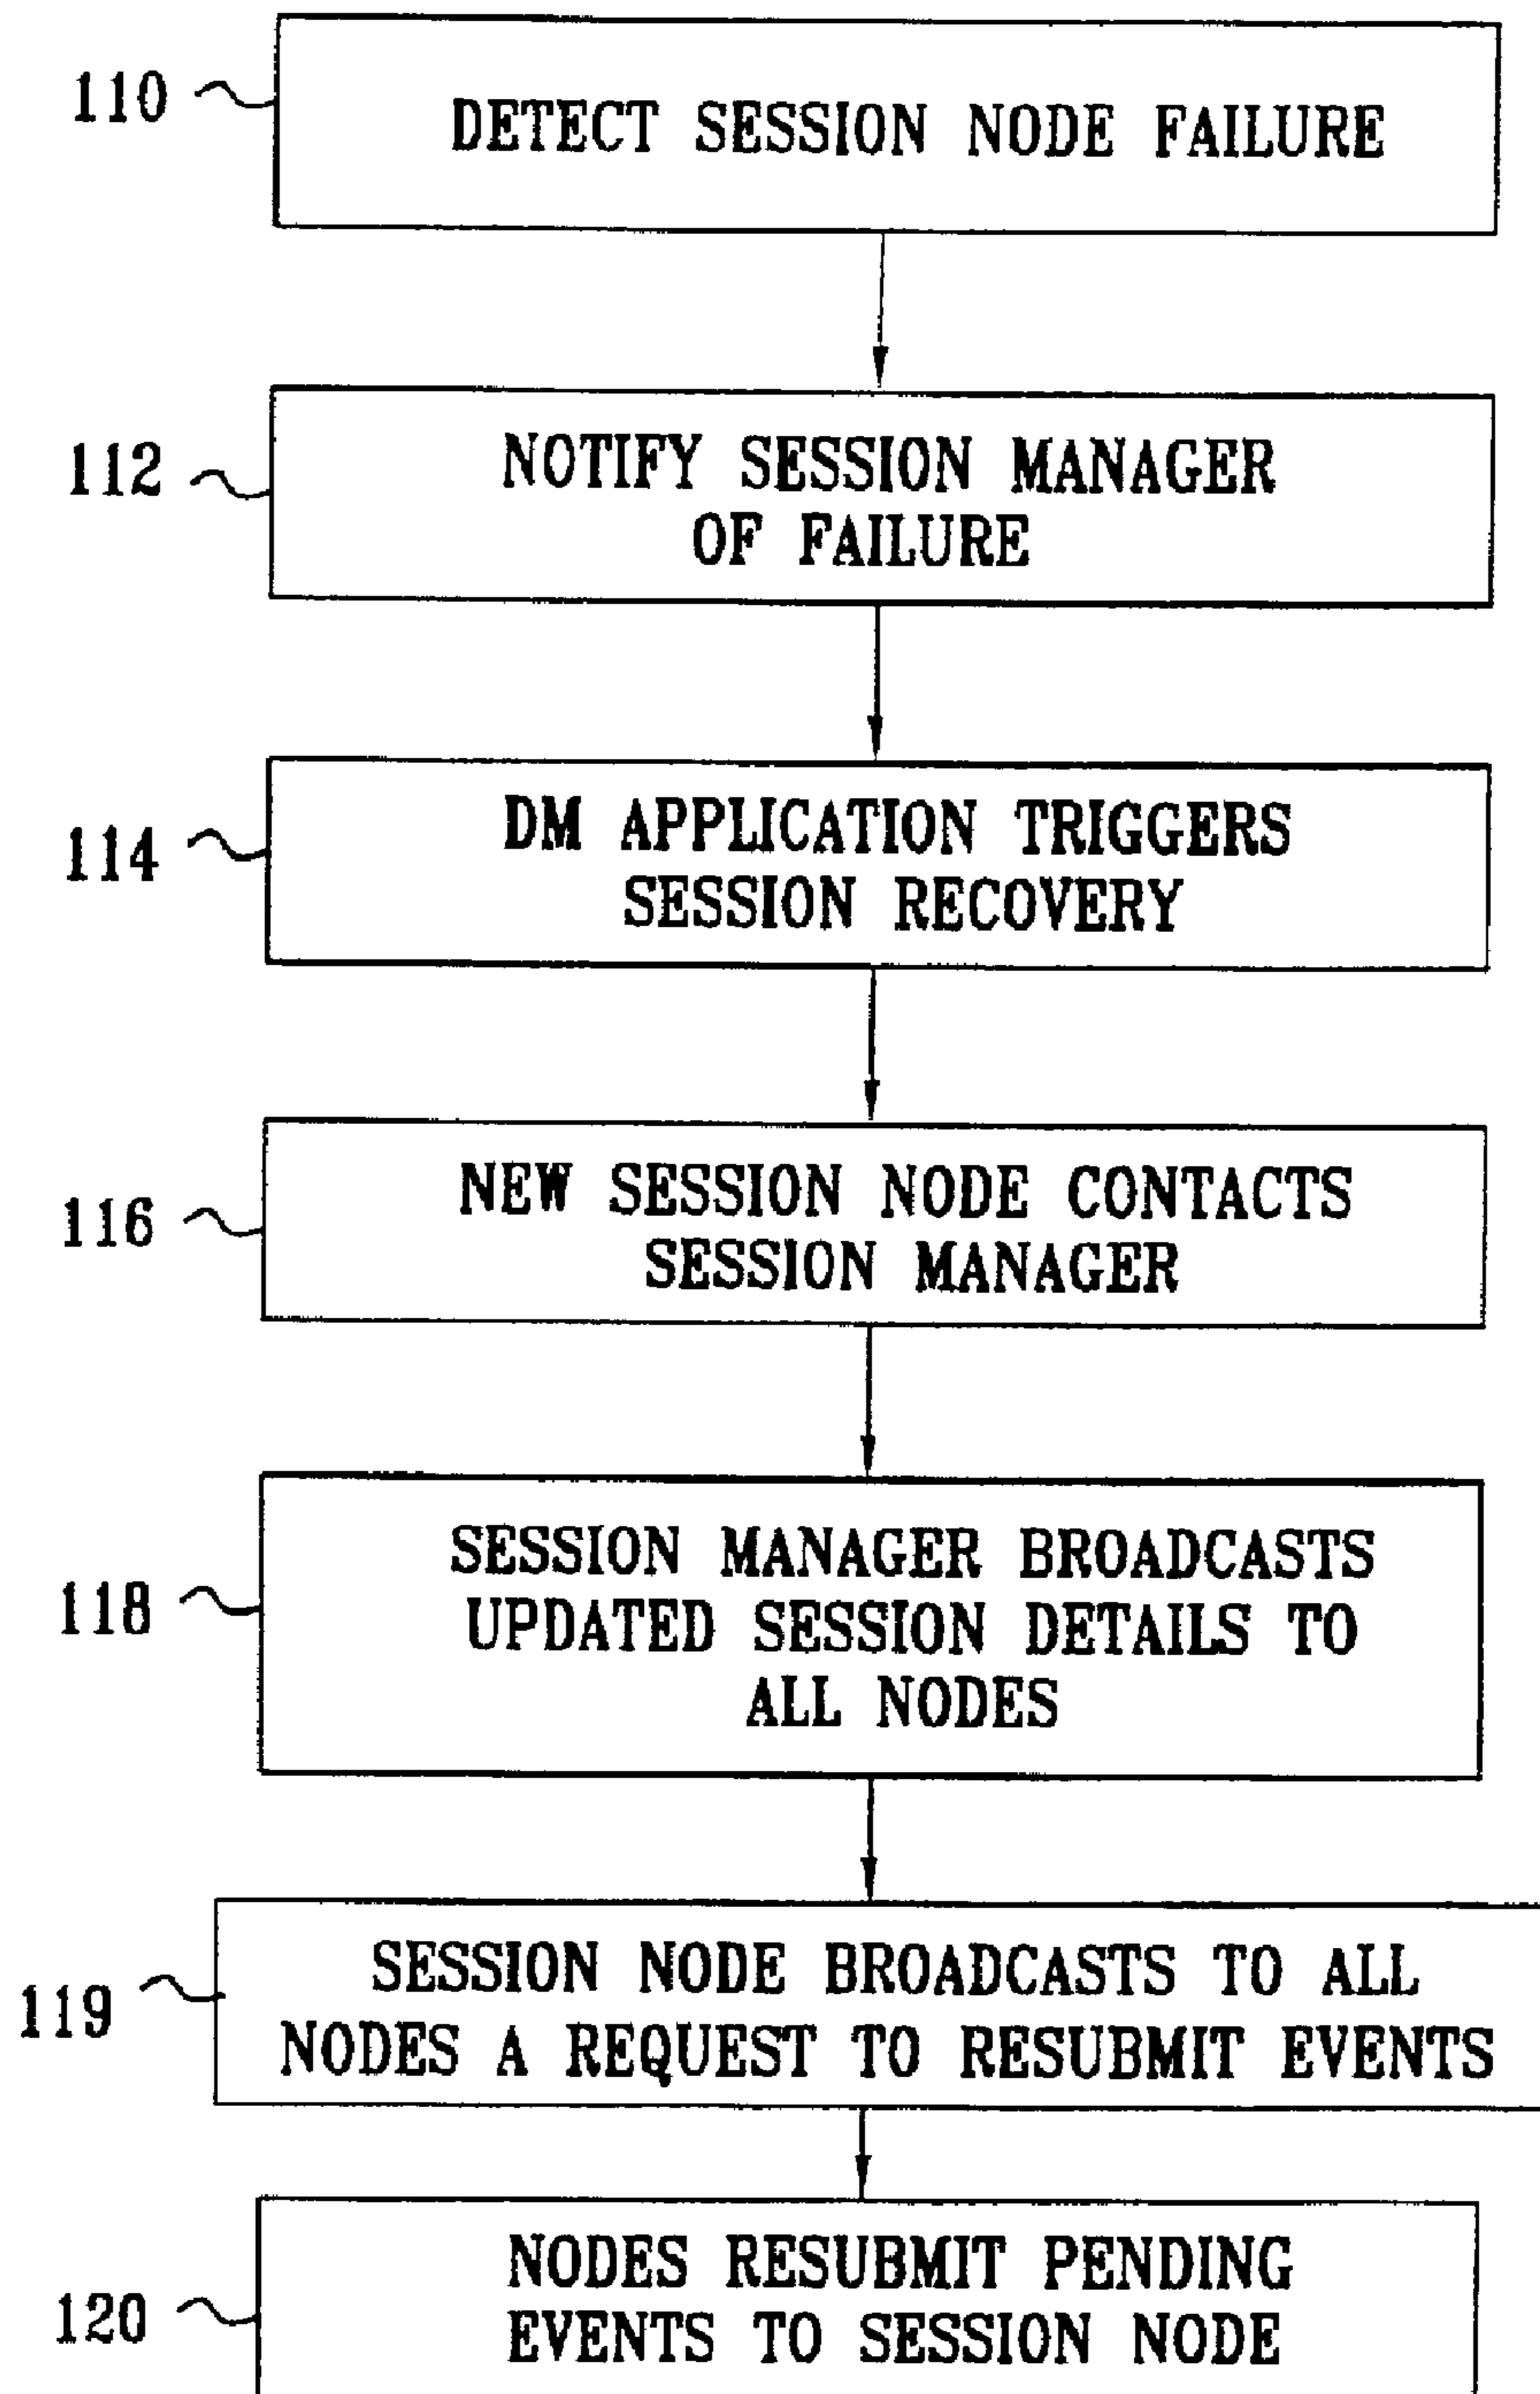 110
DETECT SESSION NODE FAILURE
112
NOTIFY SESSION MANAGER
OF FAILURE
114
DM APPLICATION TRIGGERS
SESSION RECOVERY
116
NEW SESSION NODE CONTACTS
SESSION MANAGER
118
SESSION MANAGER BROADCASTS
UPDATED SESSION DETAILS TO
ALL NODES
119
SESSION NODE BROADCASTS TO ALL
NODES A REQUEST TO RESUBMIT EVENTS
120
NODES RESUBMIT PENDING
EVENTS TO SESSION NODE